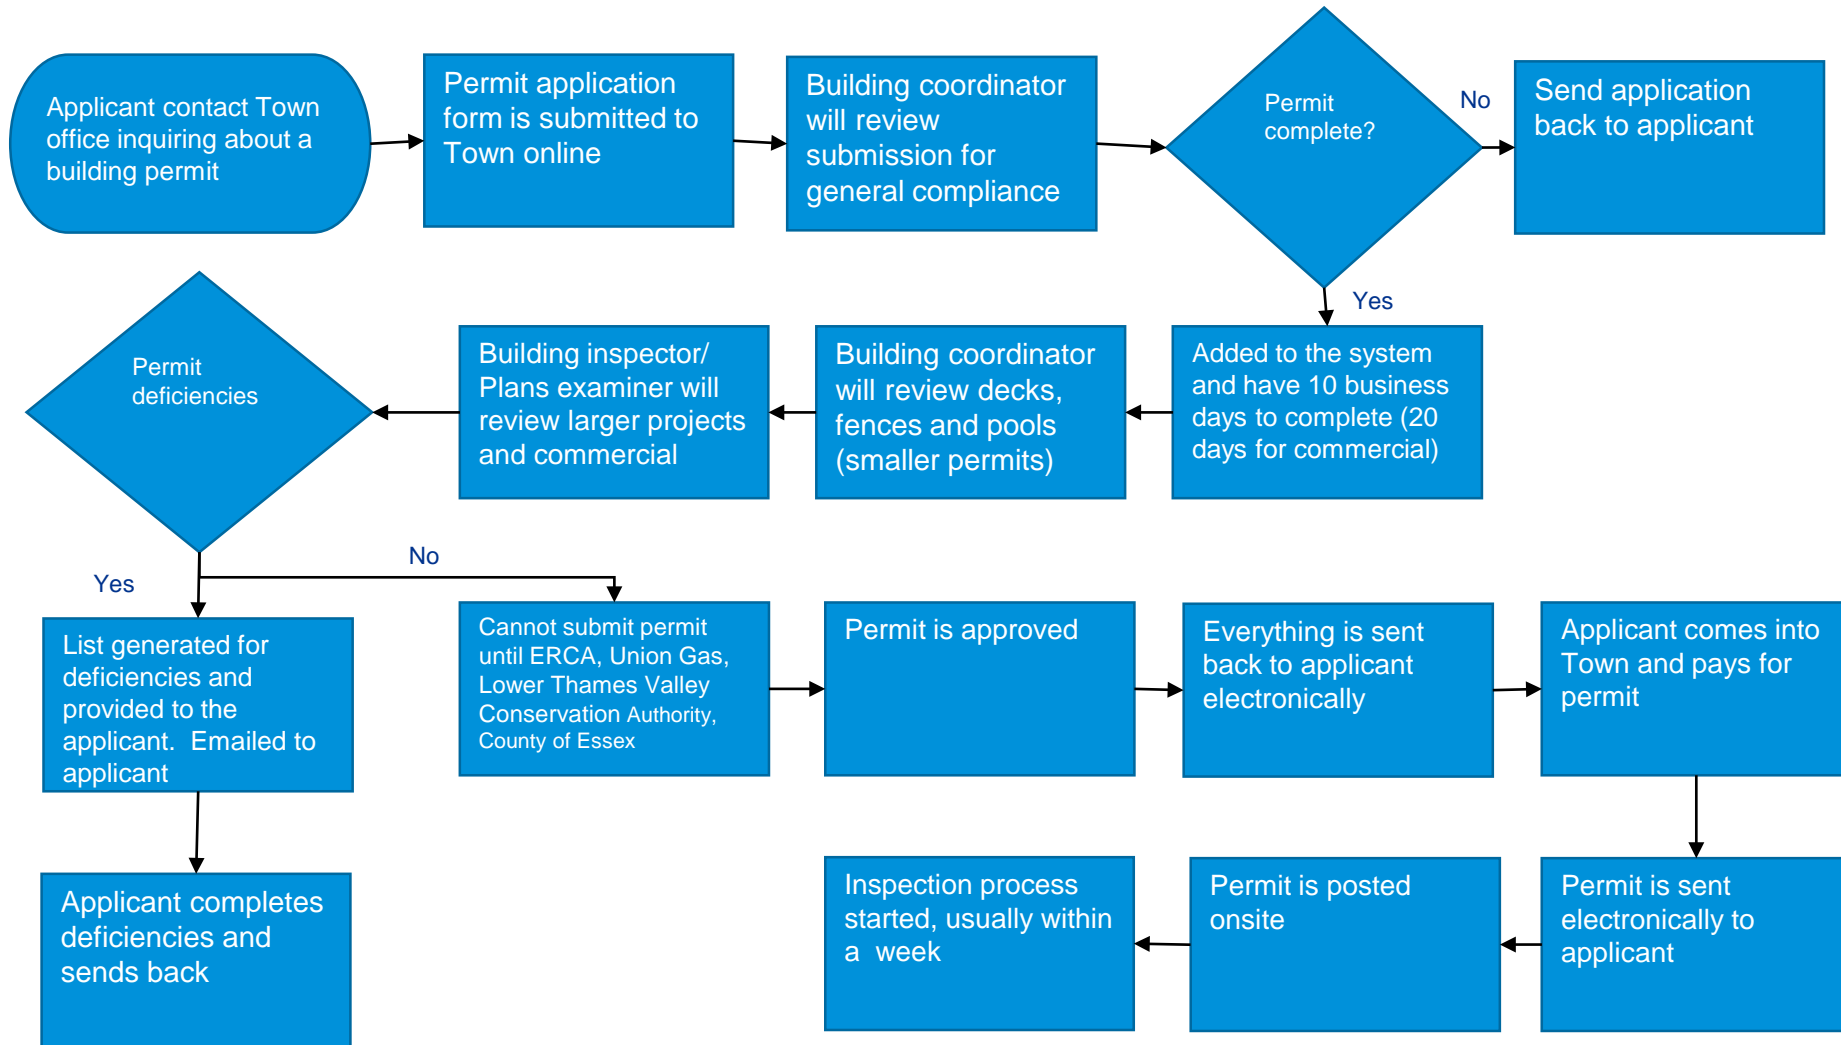 Applicant contact Town
office inquiring about a
building permit
Permit application
form is submitted to
Town online
Building coordinator
will review
submission for
general compliance
Permit
complete?
No
Send application
back to applicant
Yes
Permit
deficiencies
Building inspector/
Plans examiner will
review larger projects
and commercial
Building coordinator
will review decks,
fences and pools
(smaller permits)
Added to the system
and have 10 business
days to complete (20
days for commercial)
Yes
No
List generated for
deficiencies and
provided to the
applicant.  Emailed to
applicant
Cannot submit permit
until ERCA, Union Gas,
Lower Thames Valley
Conservation Authority,
County of Essex
Permit is approved
Everything is sent
back to applicant
electronically
Applicant comes into
Town and pays for
permit
Applicant completes
deficiencies and
sends back
Inspection process
started, usually within
a  week
Permit is posted
onsite
Permit is sent
electronically to
applicant